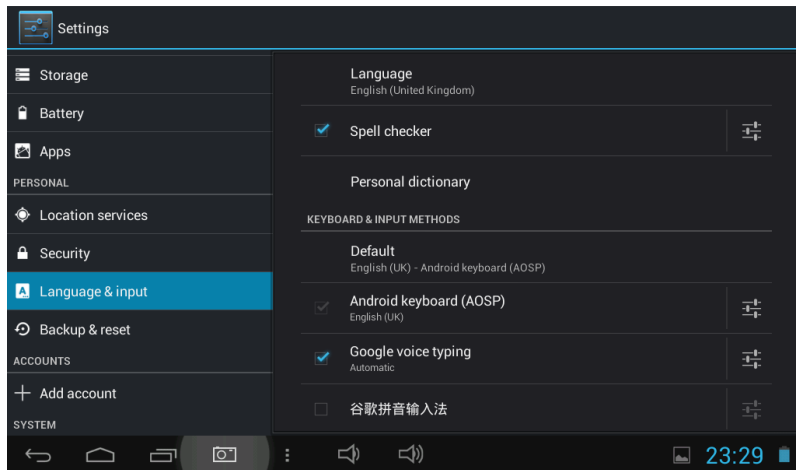 Settings
Storage
Battery
Apps
PERSONAL
Location services
Security
Language & input
Backup & reset
ACCOUNTS
Add account
SYSTEM
Language
English (United Kingdom)
Spell checker
Personal dictionary
KEYBOARD & INPUT METHODS
Default
English (UK) - Android keyboard (AOSP)
Android keyboard (AOSP)
English (UK)
Google voice typing
Automatic
谷歌拼音输入法
23:29